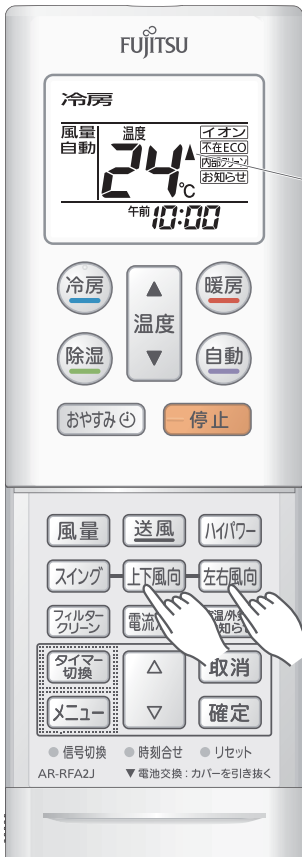 FUJITSU
冷房
風量 温度 イオン
自動 24℃ 不在ECO
内部クリーン
お知らせ
午前10:00
冷房 暖房
温度
除湿 自動
おやすみ 停止
風量 送風 ハイパワー
スイング 上下風向 左右風向
フィルター
クリーン
タイマー
切換 取消
メニュー 確定
信号切換 時刻合せ リセット
AR-RFA2J ▼電池交換：カバーを引き抜く